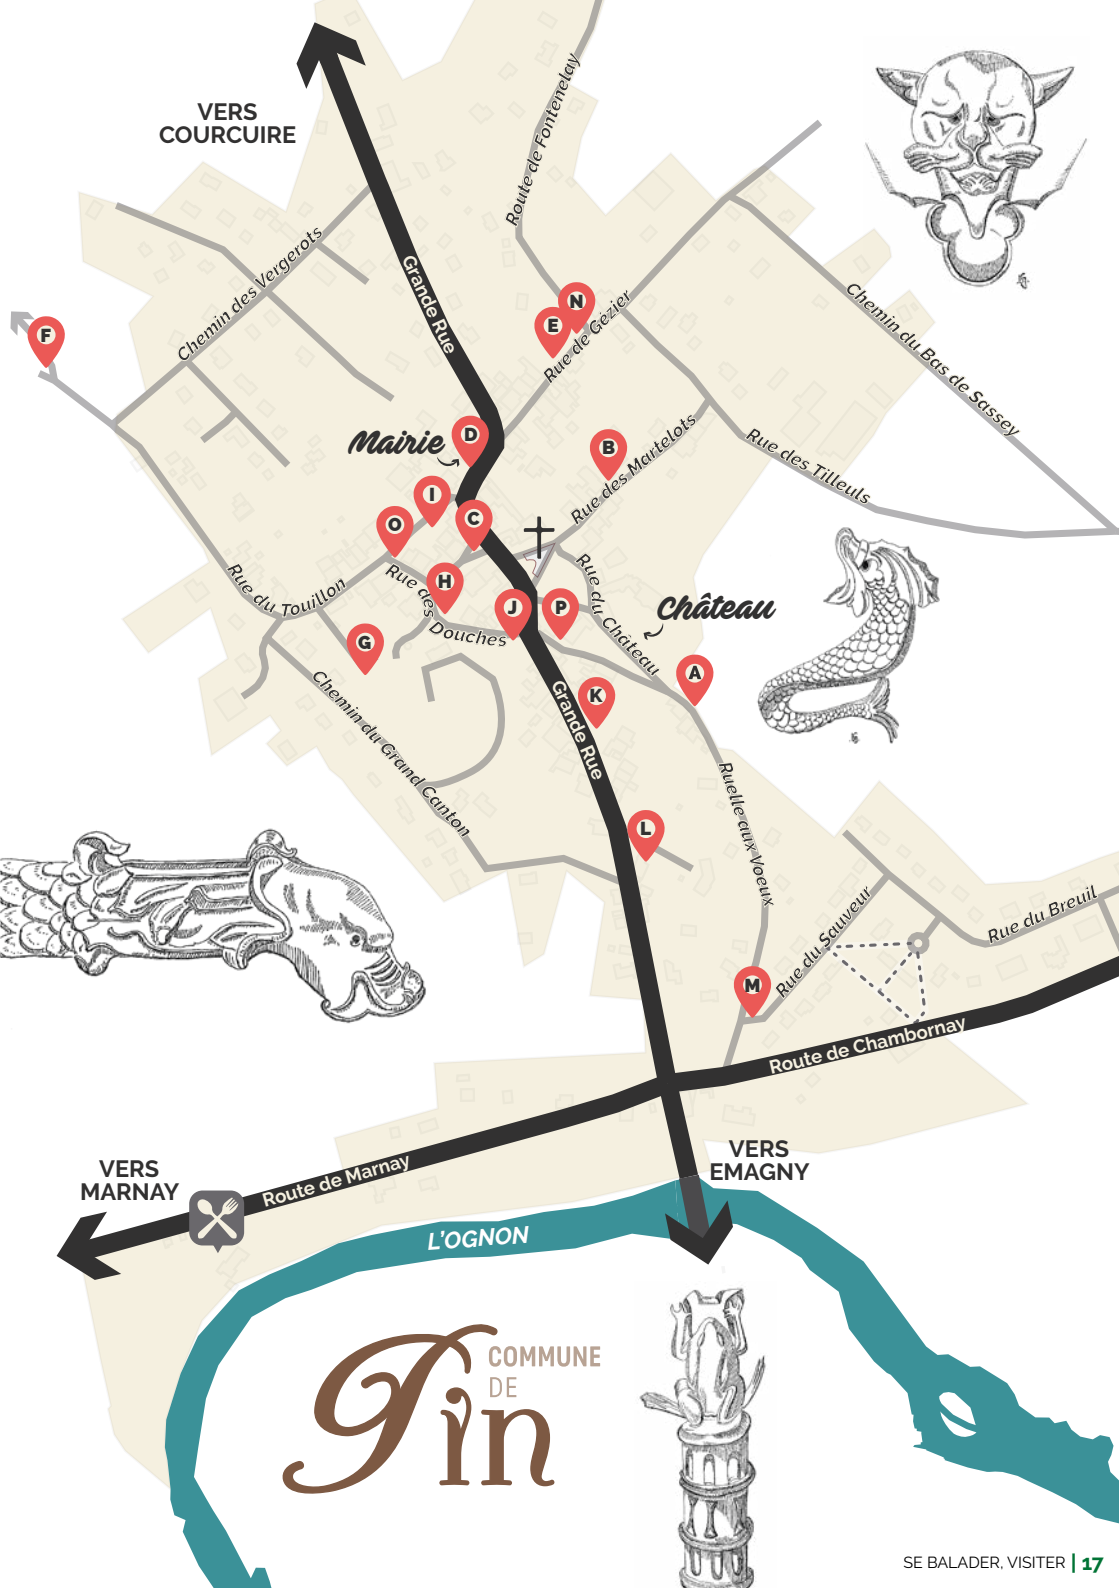 VERS
COURCUIRE
Route de Fontenelay
Grande Rue
Chemin des Vergerots
N
E
F
Rue de Gézier
Chemin du Bas de Sassey
Mairie
D
B
Rue des Martelots
Rue des Tilleuls
I
O
C
Rue du Touillon
Rue des
Douches
H
J
P
Rue du Château
Château
G
A
K
Chemin du Grand Canton
Grande Rue
Ruelle aux Voeux
L
M
Rue du Sauveur
Rue du Breuil
Route de Chambornay
VERS
MARNAY
Route de Marnay
VERS
EMAGNY
L'OGNON
COMMUNE
DE
Pin
SE BALADER, VISITER | 17